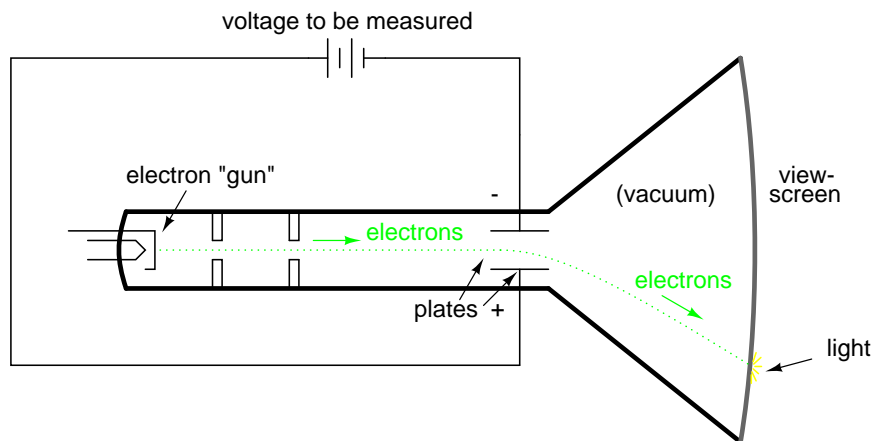 voltage to be measured
electron "gun"
-
(vacuum)
view-
screen
electrons
electrons
plates
+
light